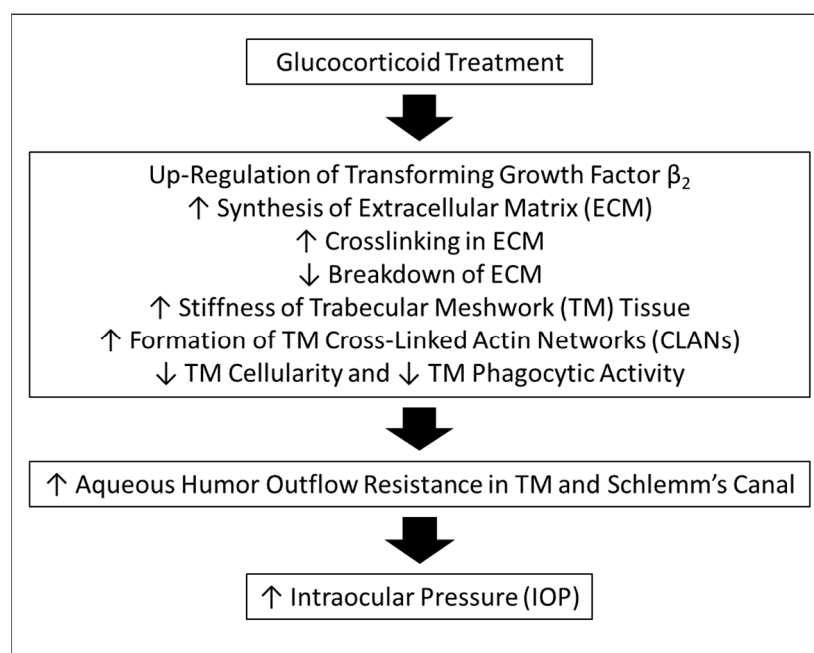 Glucocorticoid Treatment
Up-Regulation of Transforming Growth Factor β₂
↑ Synthesis of Extracellular Matrix (ECM)
↑ Crosslinking in ECM
↓ Breakdown of ECM
↑ Stiffness of Trabecular Meshwork (TM) Tissue
↑ Formation of TM Cross-Linked Actin Networks (CLANs)
↓ TM Cellularity and ↓ TM Phagocytic Activity
↑ Aqueous Humor Outflow Resistance in TM and Schlemm’s Canal
↑ Intraocular Pressure (IOP)